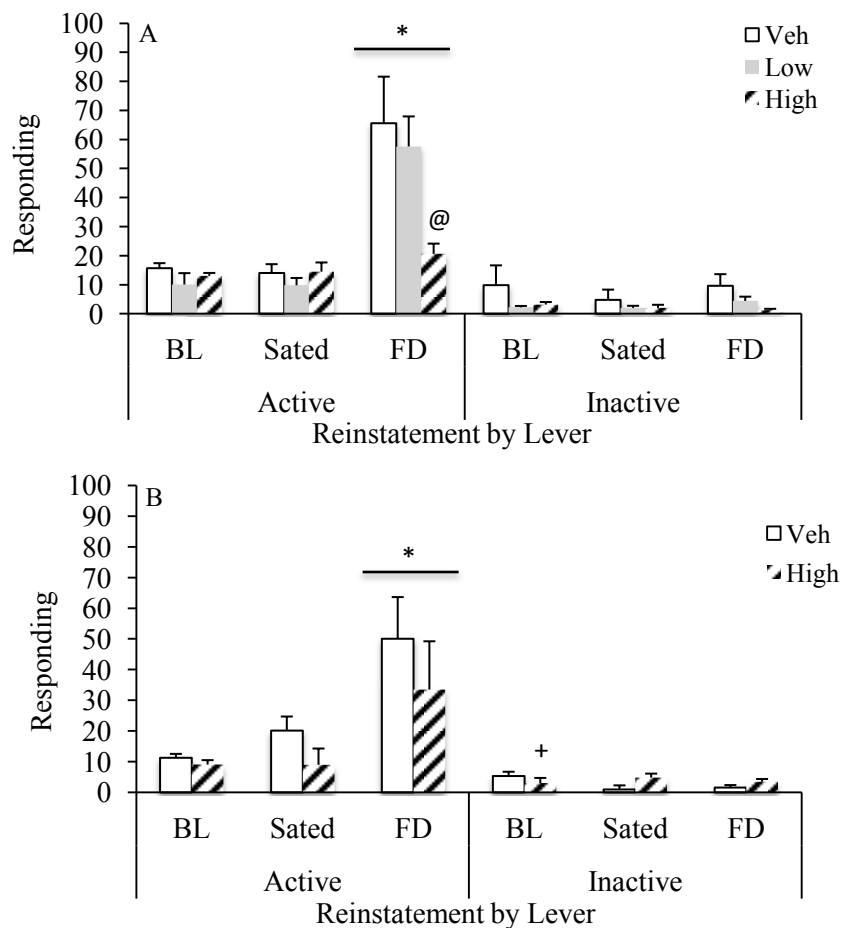 A
*
Veh
Low
High
100
90
80
70
60
50
40
30
20
10
0
Responding
@
BL Sated FD BL Sated FD
Active Inactive
Reinstatement by Lever
B
*
Veh
High
100
90
80
70
60
50
40
30
20
10
0
Responding
+
BL Sated FD BL Sated FD
Active Inactive
Reinstatement by Lever